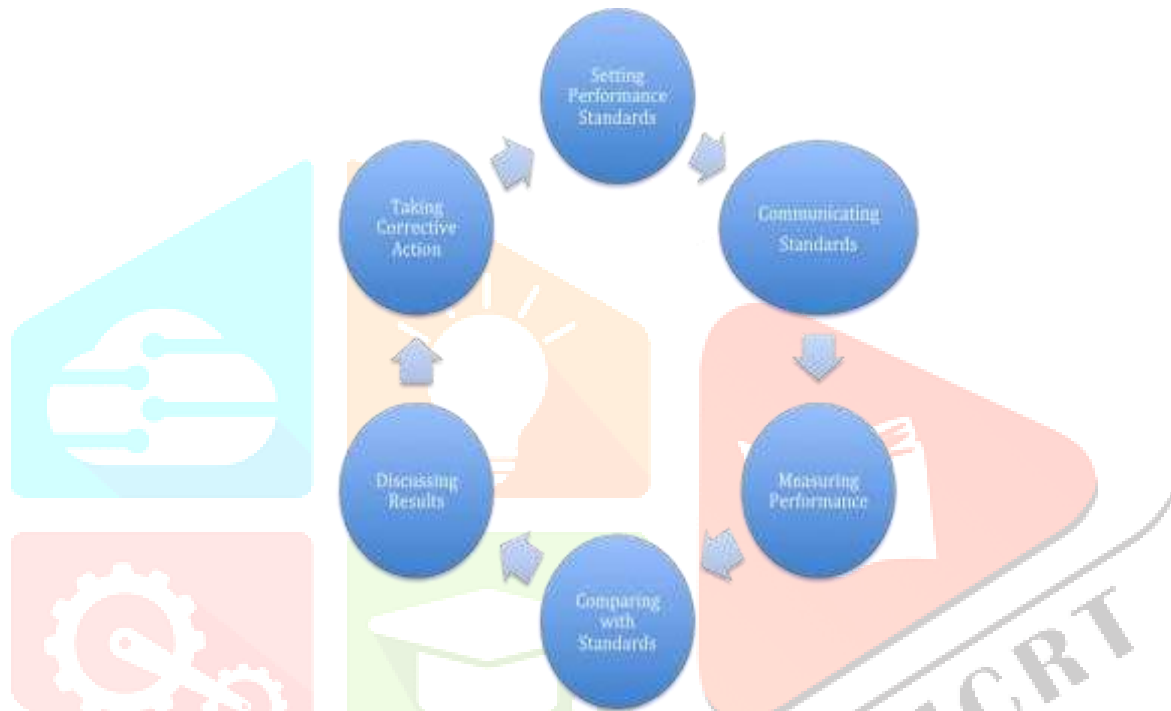 Setting
Performance
Standards
Communicating
Standards
Measuring
Performance
Comparing
with
Standards
Discussing
Results
Taking
Corrective
Action